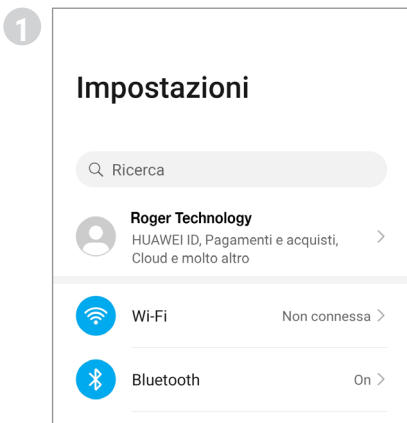 1
Impostazioni
Ricerca
Roger Technology
HUAWEI ID, Pagamenti e acquisti,
Cloud e molto altro
Wi-Fi
Non connessa
Bluetooth
On